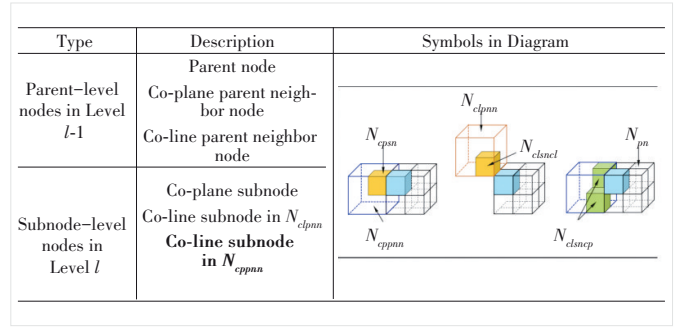 Type Description Symbols in Diagram
Parent-level
nodes in Level
l-1
Parent node
Co-plane parent neigh-
bor node
Co-line parent neighbor
node
Subnode-level
nodes in
Level l
Co-plane subnode
Co-line subnode in N_clpnn
Co-line subnode
in N_cppnn
N_cpsn
N_cppnn
N_clpnn
N_clsncl
N_pn
N_clsncp